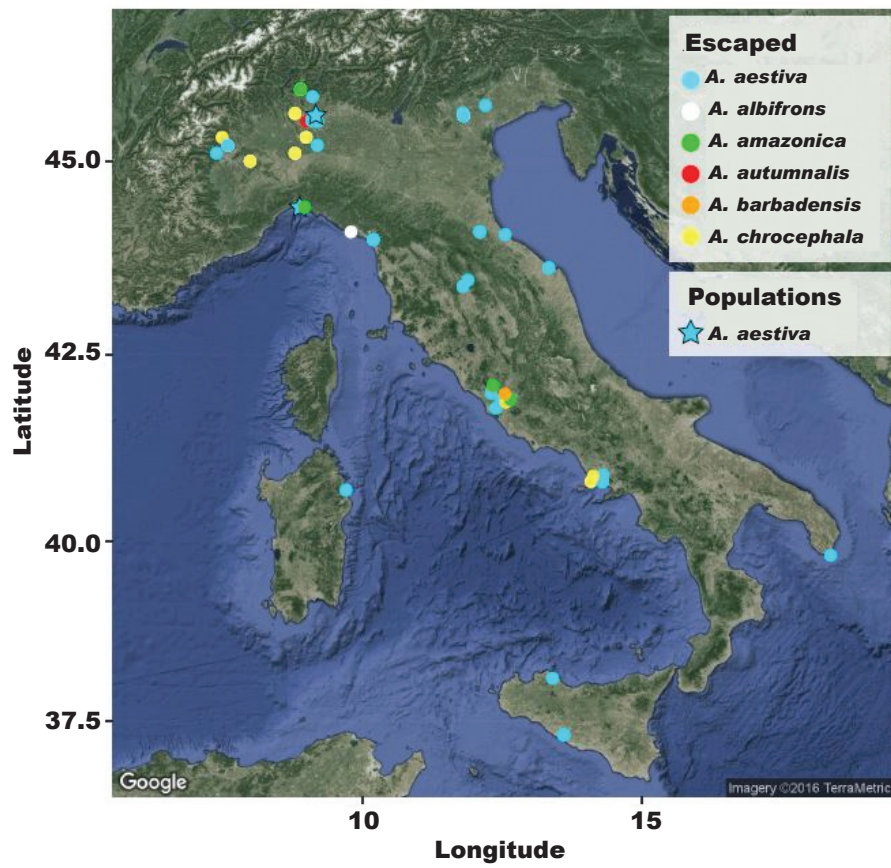 Escaped
A. aestiva
A. albifrons
A. amazonica
A. autumnalis
A. barbadensis
A. chrocephala
Populations
A. aestiva
Latitude
45.0
42.5
40.0
37.5
Google
Imagery ©2016 TerraMetric
10
15
Longitude